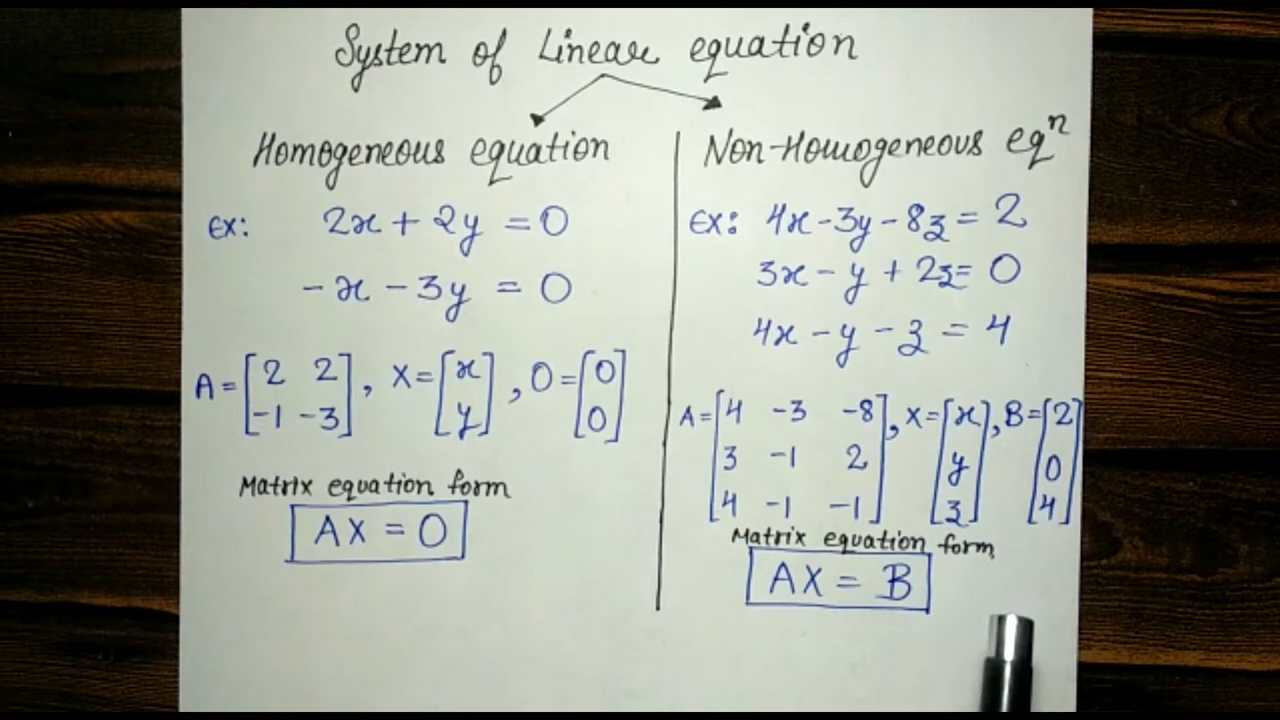 System of Linear equation
Homogeneous equation
Ex: 2x + 2y = 0
-x - 3y = 0
A = [2 2
-1 -3], X = [x
y], O = [0
0]
Matrix equation form
AX = O
Non-Homogeneous eqⁿ
Ex: 4x - 3y - 8z = 2
3x - y + 2z = 0
4x - y - z = 4
A = [4 -3 -8
3 -1 2
4 -1 -1], X = [x
y
z], B = [2
0
4]
Matrix equation form
AX = B